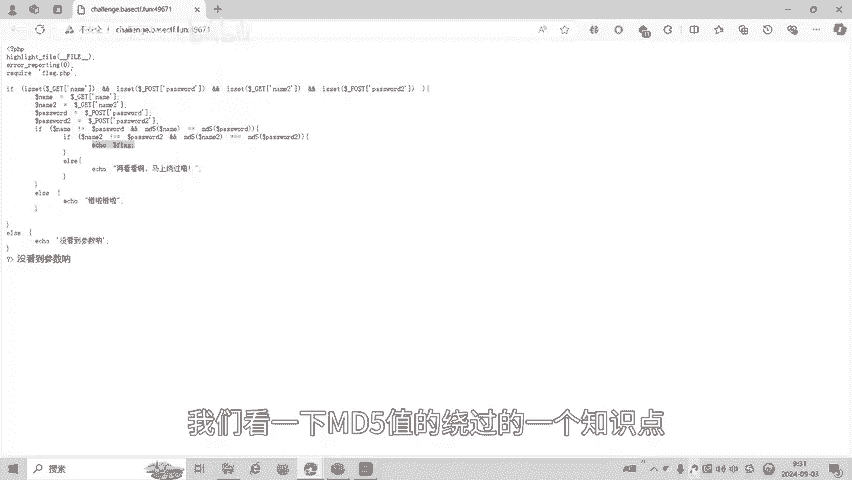 challenge.basectf.fun:49671
challenge.basectf.fun:49671
<?php
highlight_file(__FILE__);
error_reporting(0);
require 'flag.php';
if (isset($_GET['name']) && isset($_POST['password']) && isset($_GET['name2']) && isset($_POST['password2']) ){
$name = $_GET['name'];
$name2 = $_GET['name2'];
$password = $_POST['password'];
$password2 = $_POST['password2'];
if ($name != $password && md5($name) == md5($password)){
if ($name2 !== $password2 && md5($name2) === md5($password2)){
echo $flag;
}
else{
echo "再看看啊，马上绕过嘞！";
}
}
else {
echo "错啦错啦";
}
}
else {
echo '没看到参数呐';
}
?> 没看到参数呐
我们看一下MD5值的绕过的一个知识点
搜索
9:31
2024-09-03